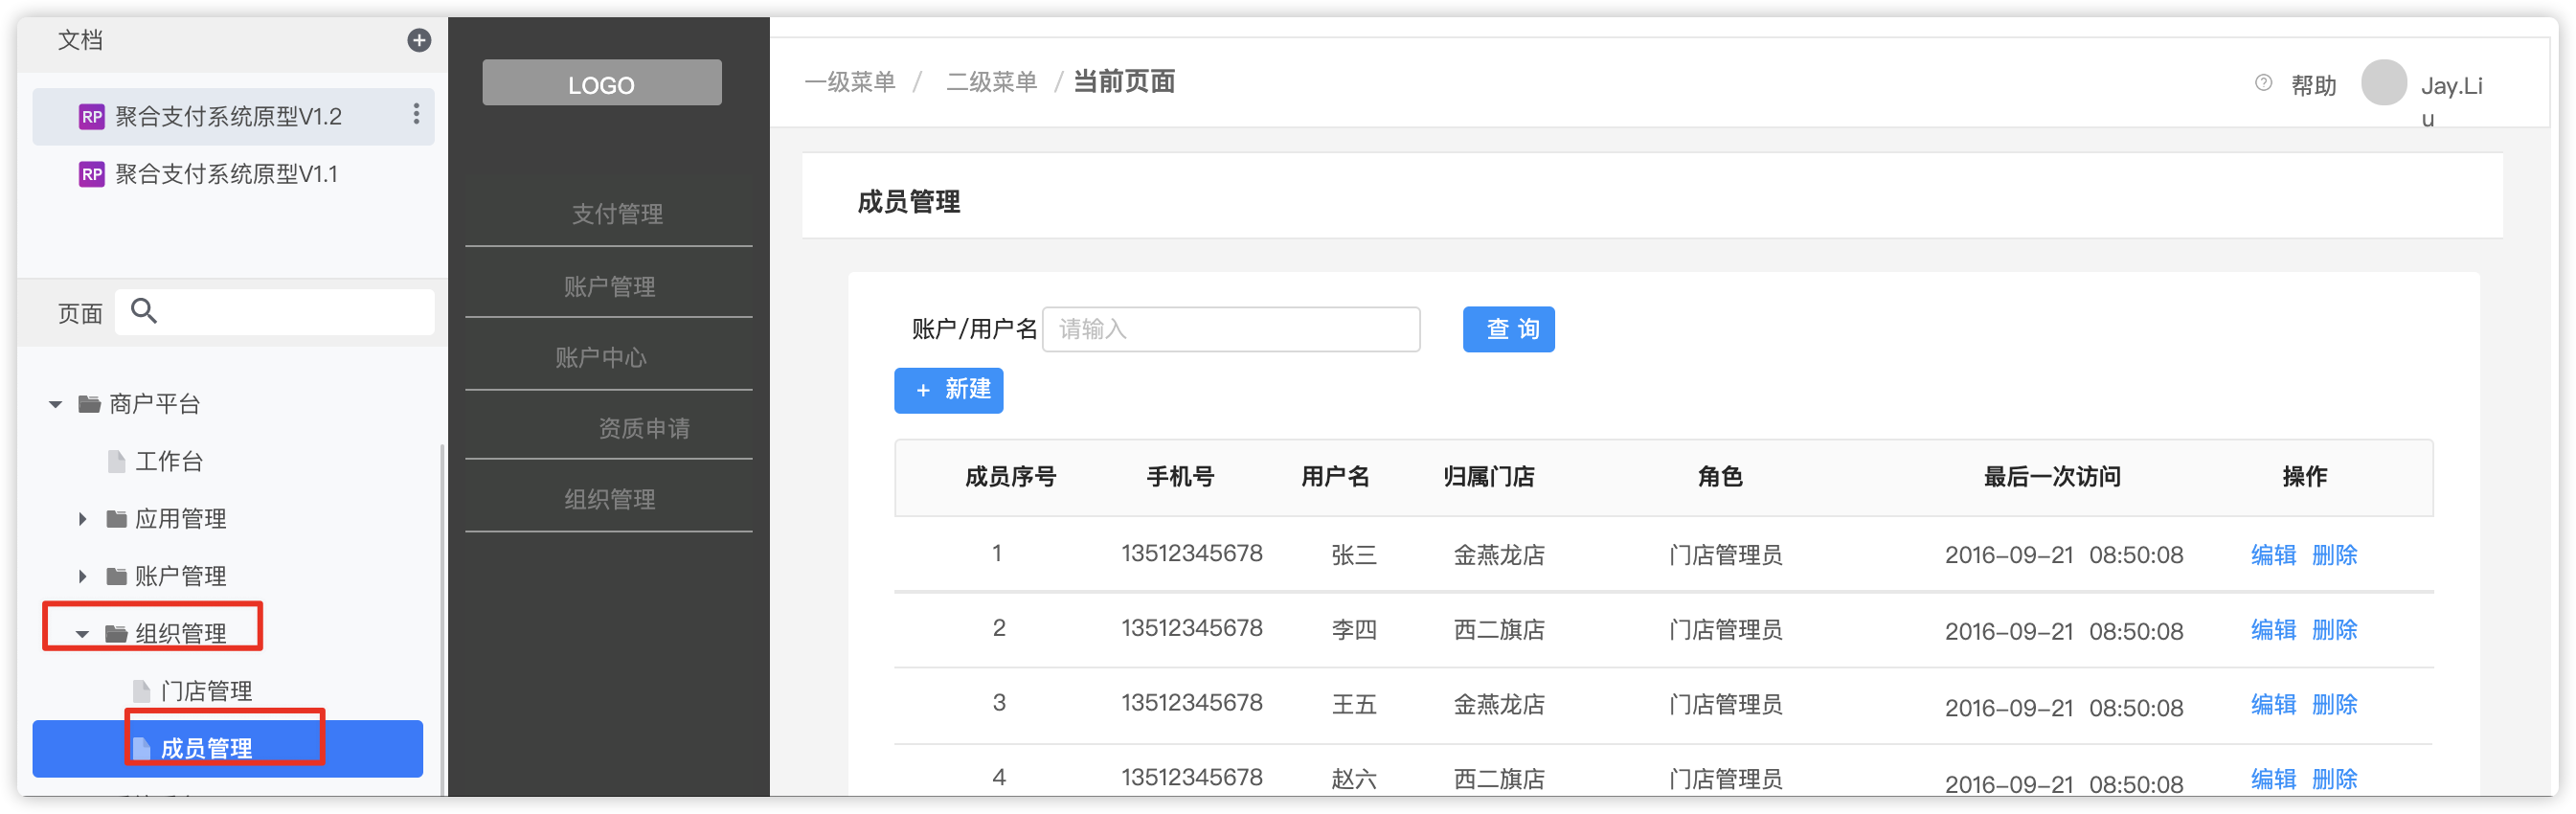 文档
RP 聚合支付系统原型V1.2
RP 聚合支付系统原型V1.1
页面
商户平台
工作台
应用管理
账户管理
组织管理
门店管理
成员管理
LOGO
支付管理
账户管理
账户中心
资质申请
组织管理
一级菜单 / 二级菜单 / 当前页面
帮助 Jay.Li
u
成员管理
账户/用户名 请输入 查 询
+ 新建
成员序号 手机号 用户名 归属门店 角色 最后一次访问 操作
1 13512345678 张三 金燕龙店 门店管理员 2016-09-21 08:50:08 编辑 删除
2 13512345678 李四 西二旗店 门店管理员 2016-09-21 08:50:08 编辑 删除
3 13512345678 王五 金燕龙店 门店管理员 2016-09-21 08:50:08 编辑 删除
4 13512345678 赵六 西二旗店 门店管理员 2016-09-21 08:50:08 编辑 删除